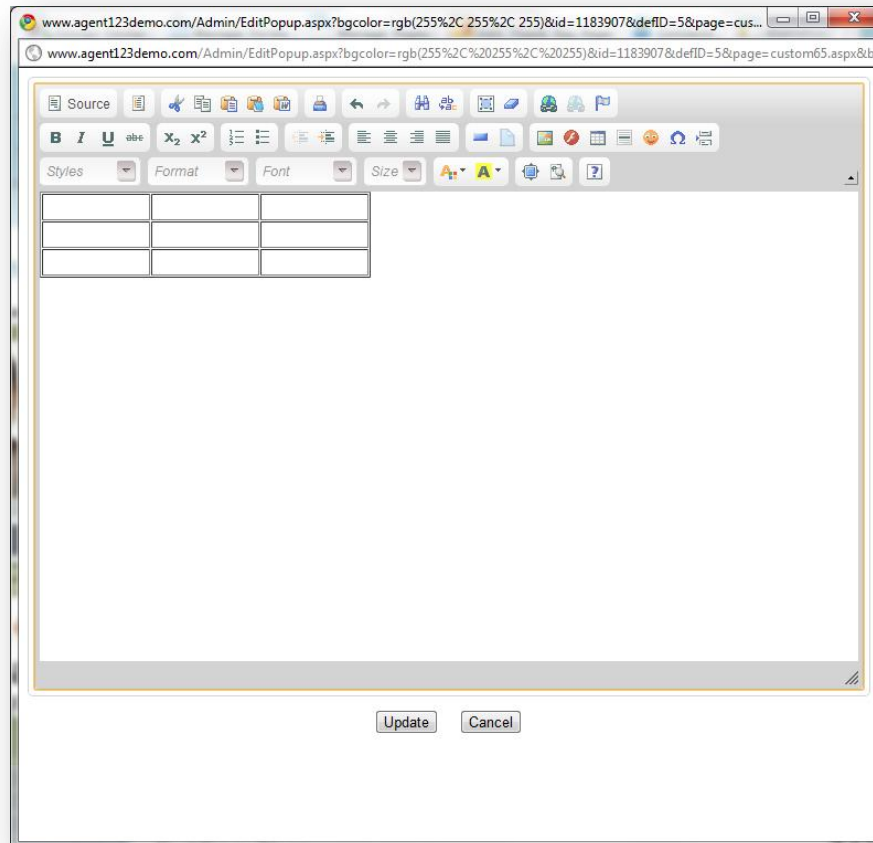 www.agent123demo.com/Admin/EditPopup.aspx?bgcolor=rgb(255%2C 255%2C 255)&id=1183907&defID=5&page=cus...
www.agent123demo.com/Admin/EditPopup.aspx?bgcolor=rgb(255%2C%20255%2C%20255)&id=1183907&defID=5&page=custom65.aspx&b
Source
B I U abc X₂ X² Ω
Styles Format Font Size A A ?
Update Cancel